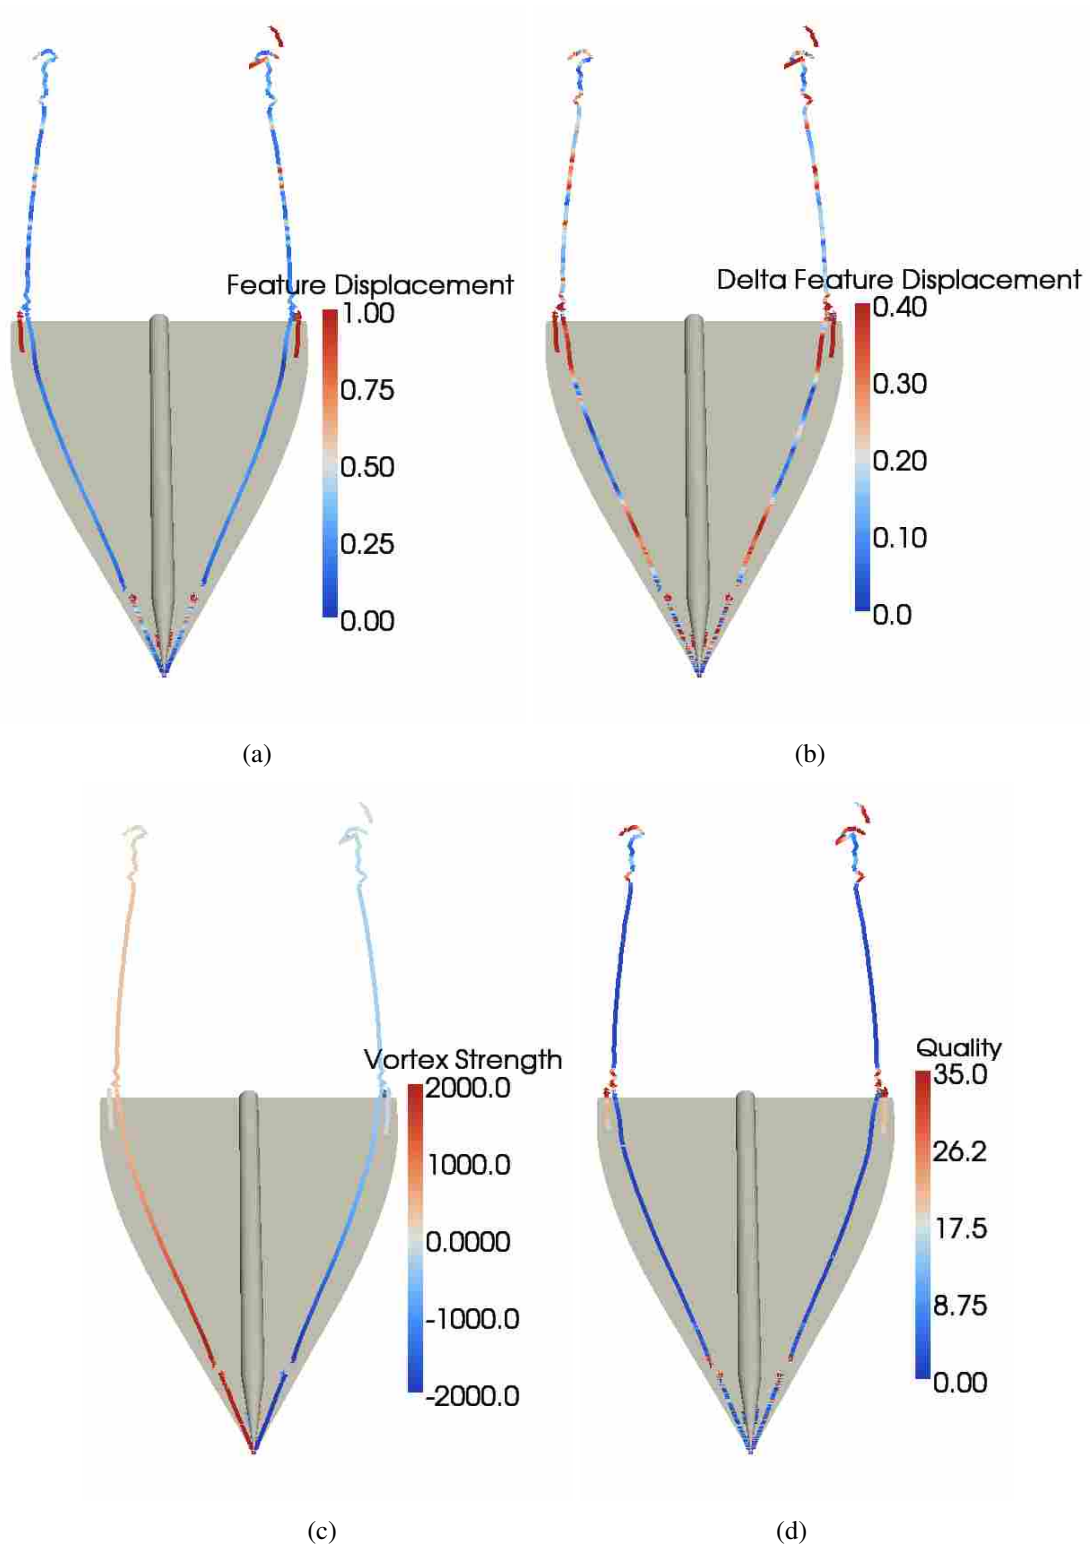 Feature Displacement
1.00
0.75
0.50
0.25
0.00
(a)
Delta Feature Displacement
0.40
0.30
0.20
0.10
0.0
(b)
Vortex Strength
2000.0
1000.0
0.0000
-1000.0
-2000.0
(c)
Quality
35.0
26.2
17.5
8.75
0.00
(d)